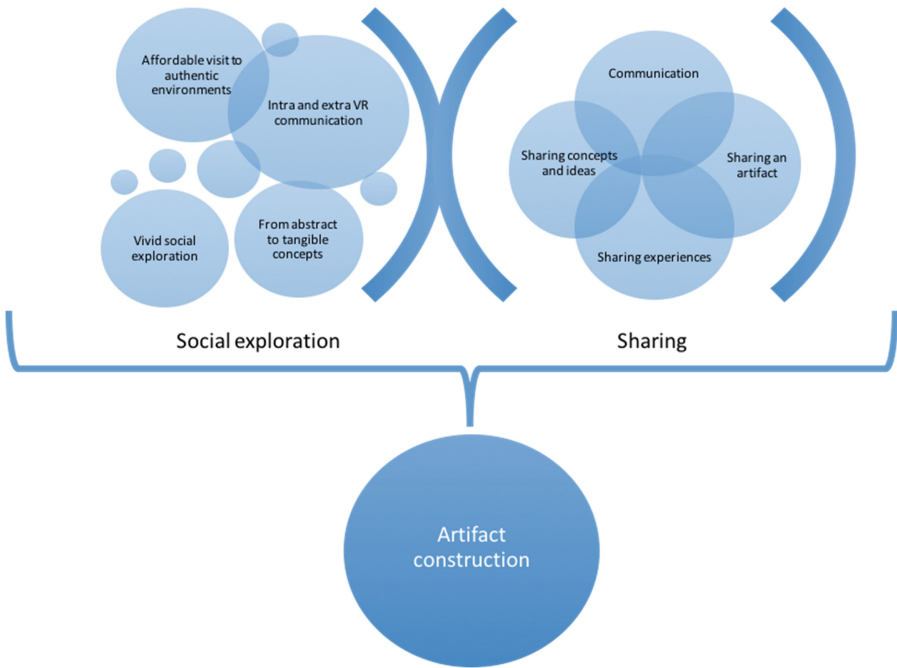 Affordable visit to
authentic
environments
Intra and extra VR
communication
Vivid social
exploration
From abstract
to tangible
concepts
Communication
Sharing concepts
and ideas
Sharing an
artifact
Sharing experiences
Social exploration
Sharing
Artifact
construction